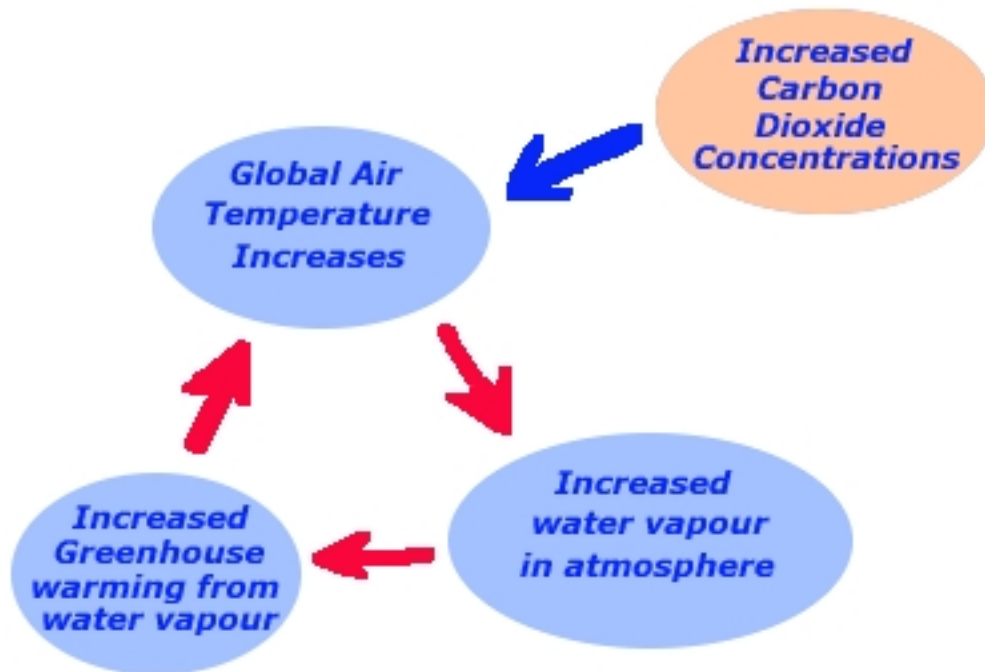 Increased
Carbon
Dioxide
Concentrations
Global Air
Temperature
Increases
Increased
water vapour
in atmosphere
Increased
Greenhouse
warming from
water vapour